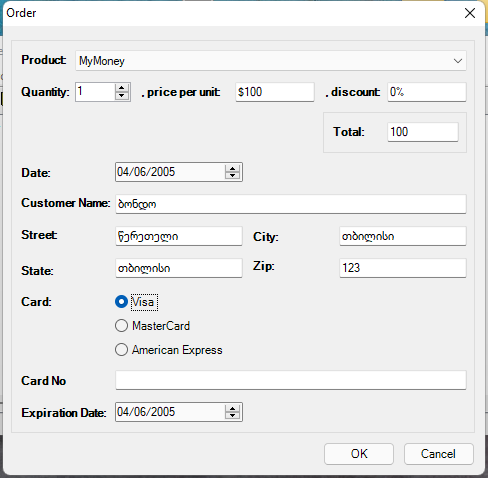 Order
Product: MyMoney
Quantity: 1 , price per unit: $100 , discount: 0%
Total: 100
Date: 04/06/2005
Customer Name: ბონდო
Street: წერეთელი City: თბილისი
State: თბილისი Zip: 123
Card: Visa
MasterCard
American Express
Card No
Expiration Date: 04/06/2005
OK Cancel